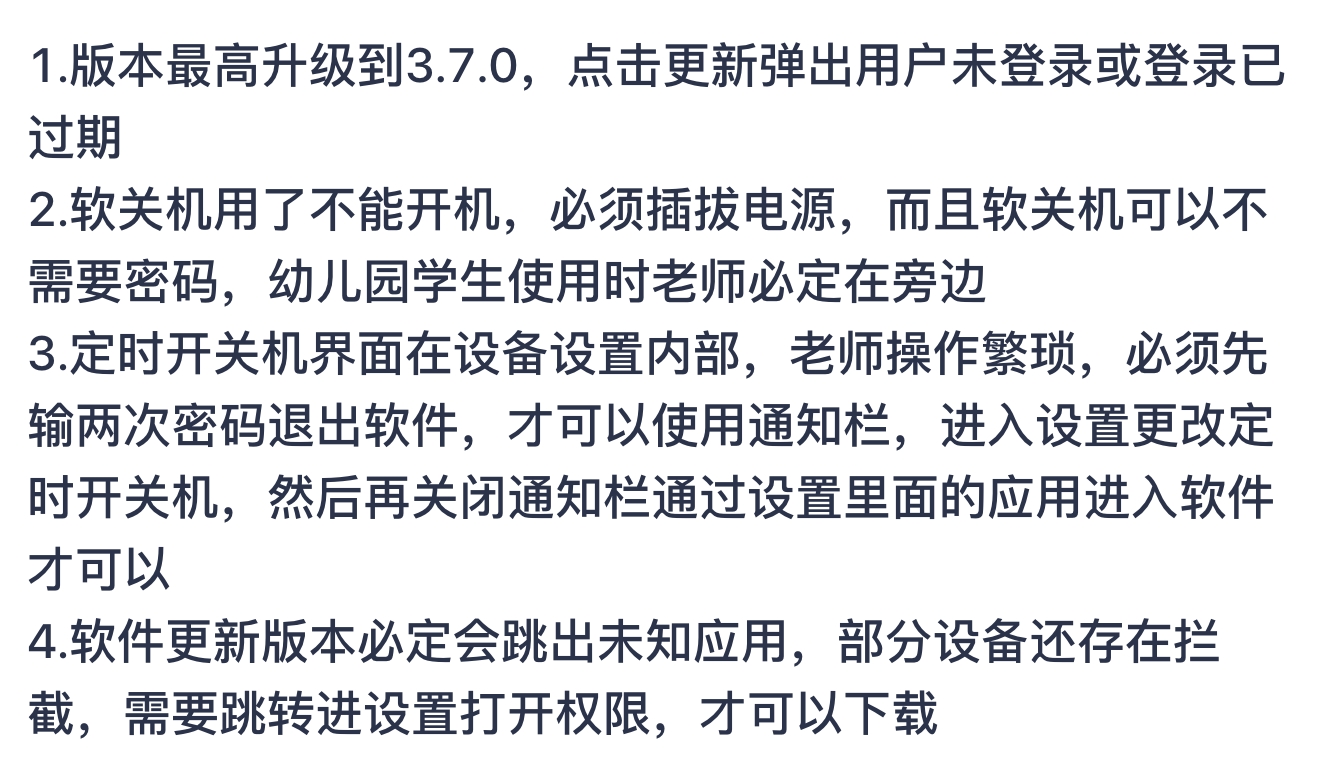 1.版本最高升级到3.7.0，点击更新弹出用户未登录或登录已
过期
2.软关机用了不能开机，必须插拔电源，而且软关机可以不
需要密码，幼儿园学生使用时老师必定在旁边
3.定时开关机界面在设备设置内部，老师操作繁琐，必须先
输两次密码退出软件，才可以使用通知栏，进入设置更改定
时开关机，然后再关闭通知栏通过设置里面的应用进入软件
才可以
4.软件更新版本必定会跳出未知应用，部分设备还存在拦
截，需要跳转进设置打开权限，才可以下载